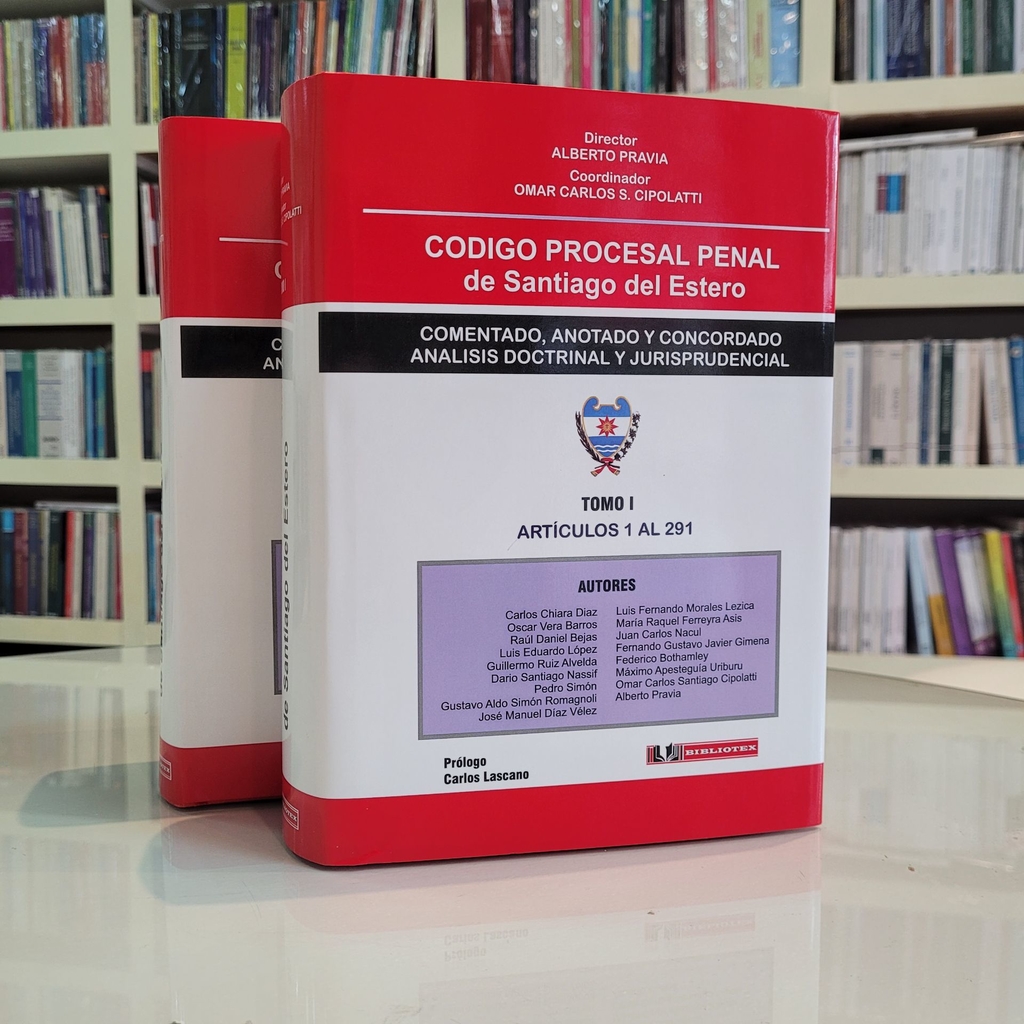 Director
ALBERTO PRAVIA
Coordinador
OMAR CARLOS S. CIPOLATTI
CODIGO PROCESAL PENAL
de Santiago del Estero
COMENTADO, ANOTADO Y CONCORDADO
ANALISIS DOCTRINAL Y JURISPRUDENCIAL
TOMO I
ARTÍCULOS 1 AL 291
AUTORES
Carlos Chiara Diaz
Oscar Vera Barros
Raúl Daniel Bejas
Luis Eduardo López
Guillermo Ruiz Alvelda
Dario Santiago Nassif
Pedro Simón
Gustavo Aldo Simón Romagnoli
José Manuel Díaz Vélez
Luis Fernando Morales Lezica
María Raquel Ferreyra Asis
Juan Carlos Nacul
Fernando Gustavo Javier Gimena
Federico Bothamley
Máximo Apesteguía Uriburu
Omar Carlos Santiago Cipolatti
Alberto Pravia
Prólogo
Carlos Lascano
BIBLIOTEX
de Santiago del Estero